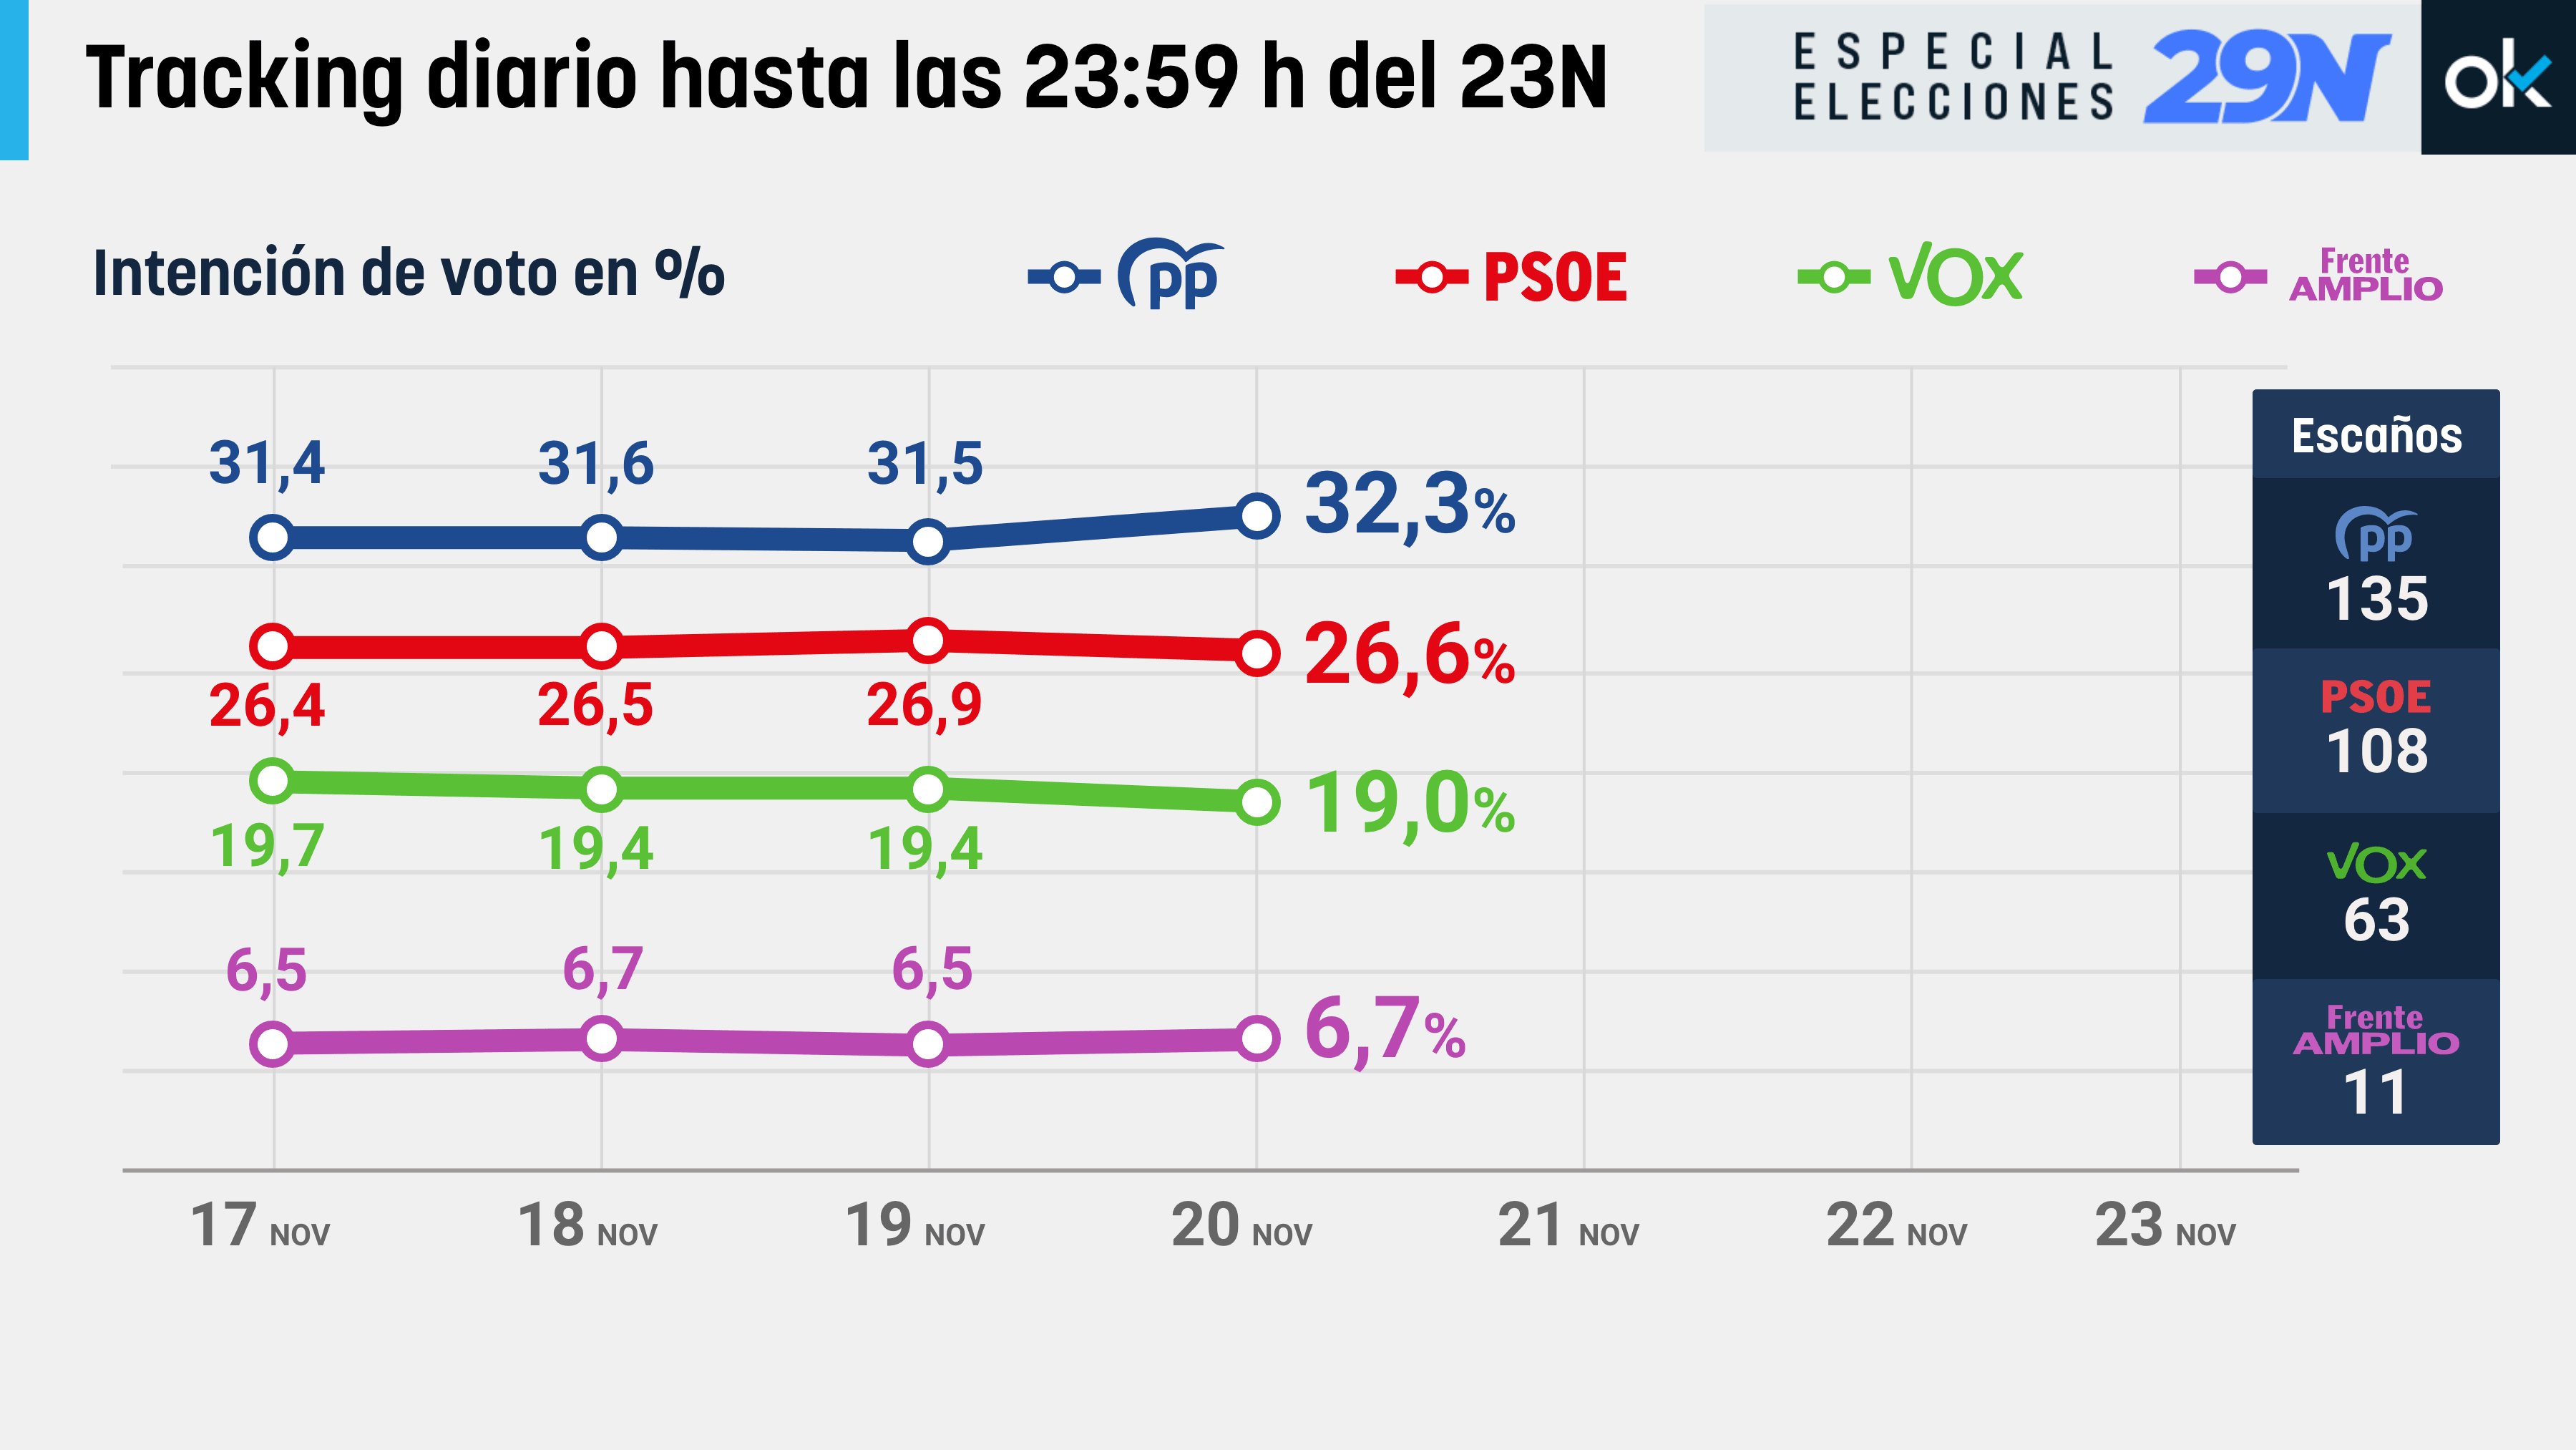 Tracking diario hasta las 23:59 h del 23N
ESPECIAL
ELECCIONES
29N
ok
Intención de voto en %
pp
PSOE
VOX
Frente
AMPLIO
31,4
31,6
31,5
32,3%
26,4
26,5
26,9
26,6%
19,7
19,4
19,4
19,0%
6,5
6,7
6,5
6,7%
Escaños
pp
135
PSOE
108
VOX
63
Frente
AMPLIO
11
17 NOV
18 NOV
19 NOV
20 NOV
21 NOV
22 NOV
23 NOV